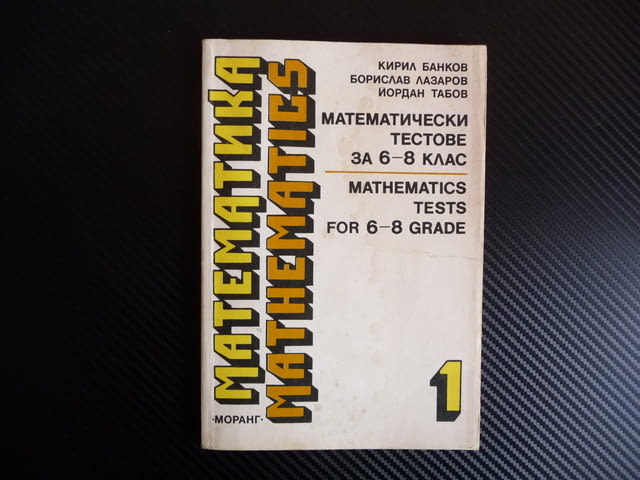 КИРИЛ БАНКОВ
БОРИСЛАВ ЛАЗАРОВ
ЙОРДАН ТАБОВ
МАТЕМАТИЧЕСКИ
ТЕСТОВЕ
ЗА 6–8 КЛАС
MATHEMATICS
TESTS
FOR 6–8 GRADE
МАТЕМАТИКА
MATHEMATICS
1
·МОРАНГ·